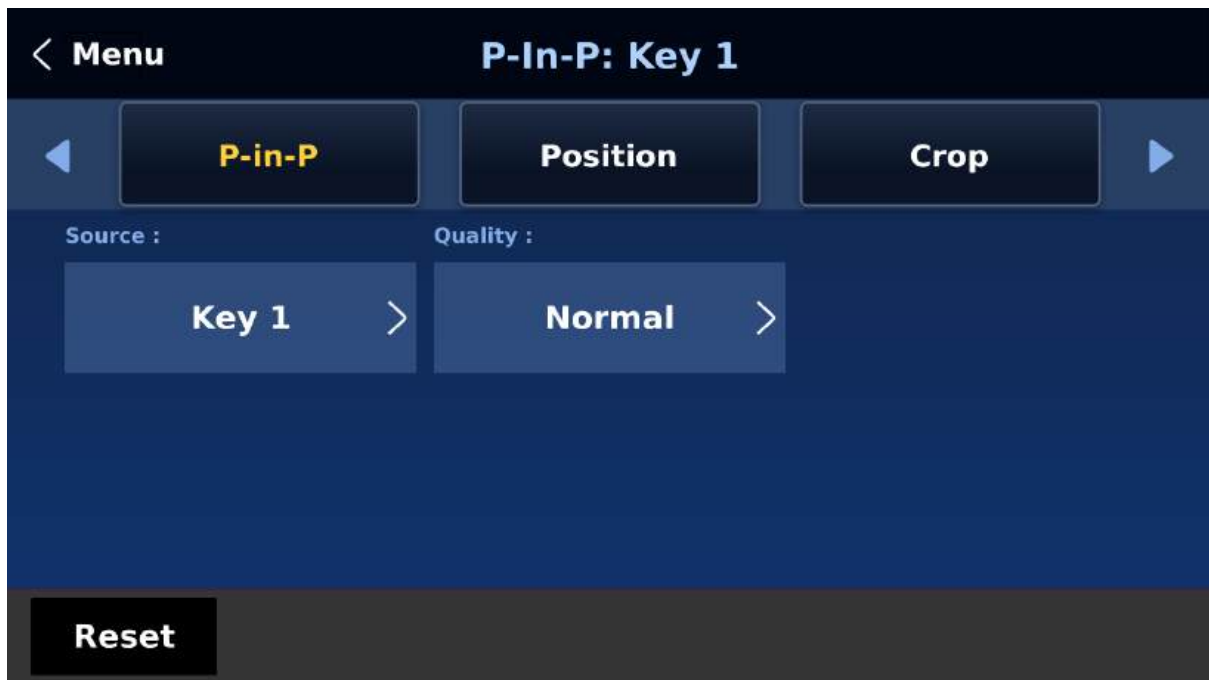 Menu
P-In-P: Key 1
P-in-P
Position
Crop
Source :
Quality :
Key 1
Normal
Reset